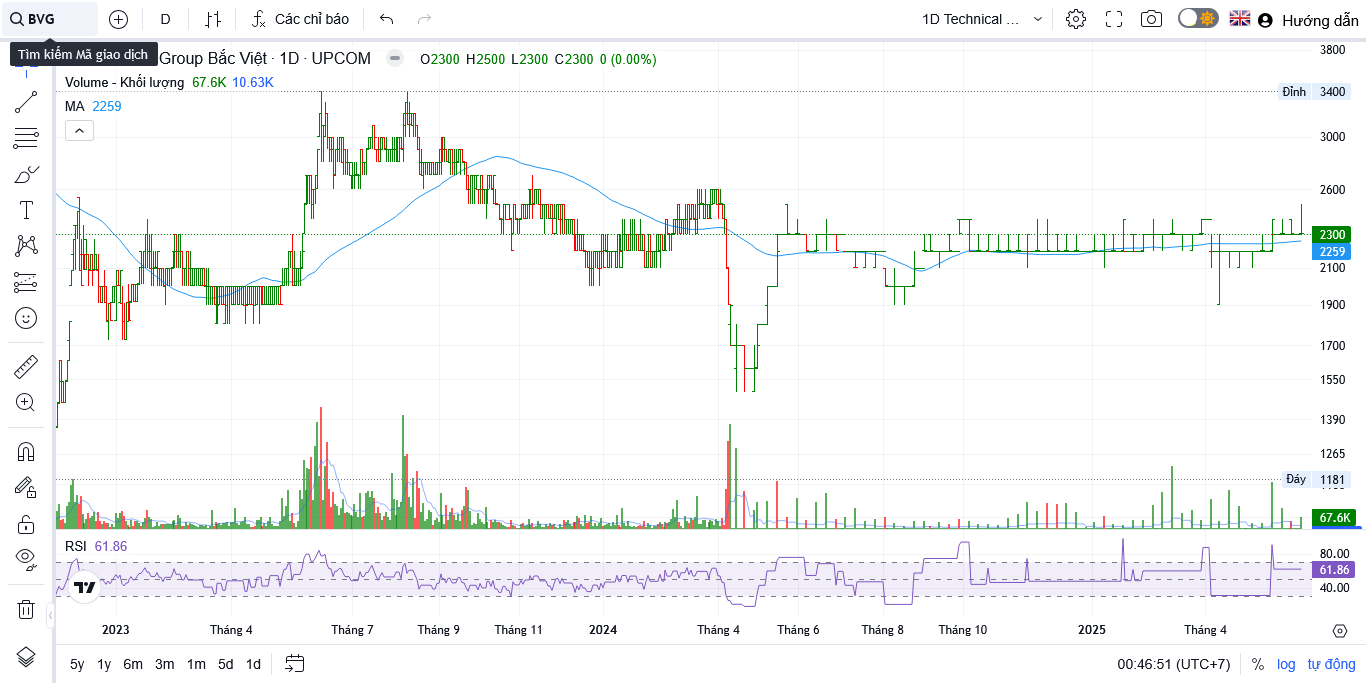 BVG
D
Các chỉ báo
1D Technical ...
Hướng dẫn
Tìm kiếm Mã giao dịch
Group Bắc Việt · 1D · UPCOM
O2300 H2500 L2300 C2300 0 (0.00%)
Volume - Khối lượng 67.6K 10.63K
MA 2259
3800
Đỉnh 3400
3000
2600
2300
2259
2100
1900
1700
1550
1390
1265
Đáy 1181
67.6K
RSI 61.86
80.00
61.86
40.00
2023 Tháng 4 Tháng 7 Tháng 9 Tháng 11 2024 Tháng 4 Tháng 6 Tháng 8 Tháng 10 2025 Tháng 4
5y 1y 6m 3m 1m 5d 1d
00:46:51 (UTC+7) % log tự động